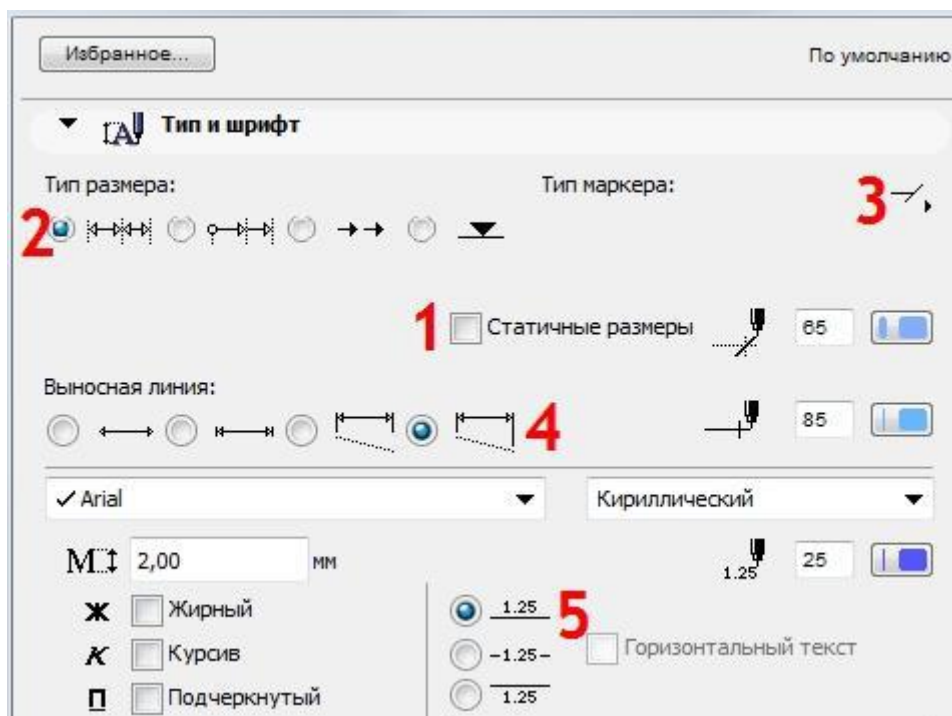 Избранное... По умолчанию
Тип и шрифт
Тип размера: Тип маркера:
3
2
1 Статичные размеры 65
Выносная линия:
4 85
Arial Кириллический
M 2,00 мм 1.25 25
Ж Жирный 1.25 5
К Курсив 1.25 Горизонтальный текст
П Подчеркнутый 1.25